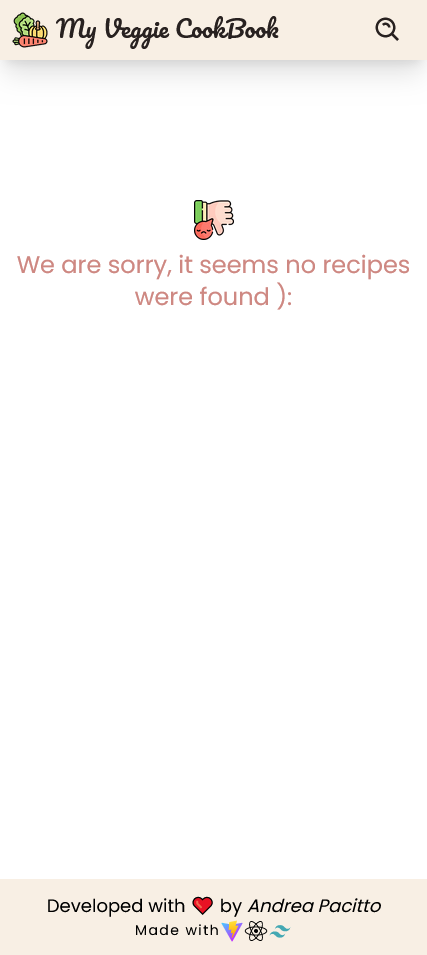 My Veggie CookBook
We are sorry, it seems no recipes
were found ):
Developed with by Andrea Pacitto
Made with